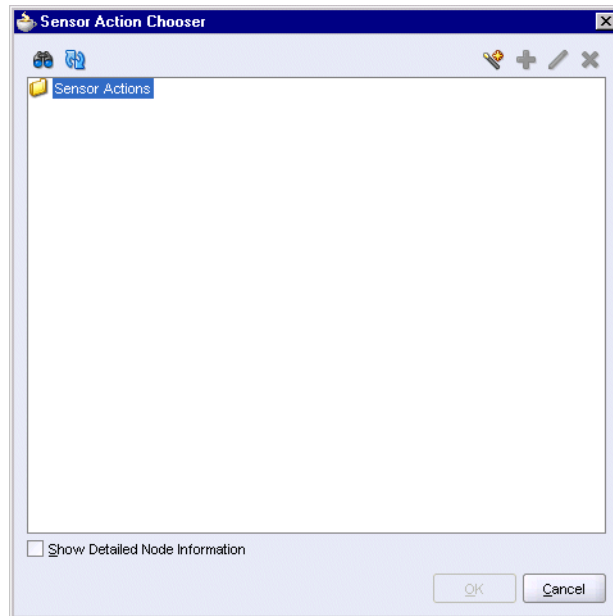 Sensor Action Chooser
Sensor Actions
Show Detailed Node Information
OK
Cancel